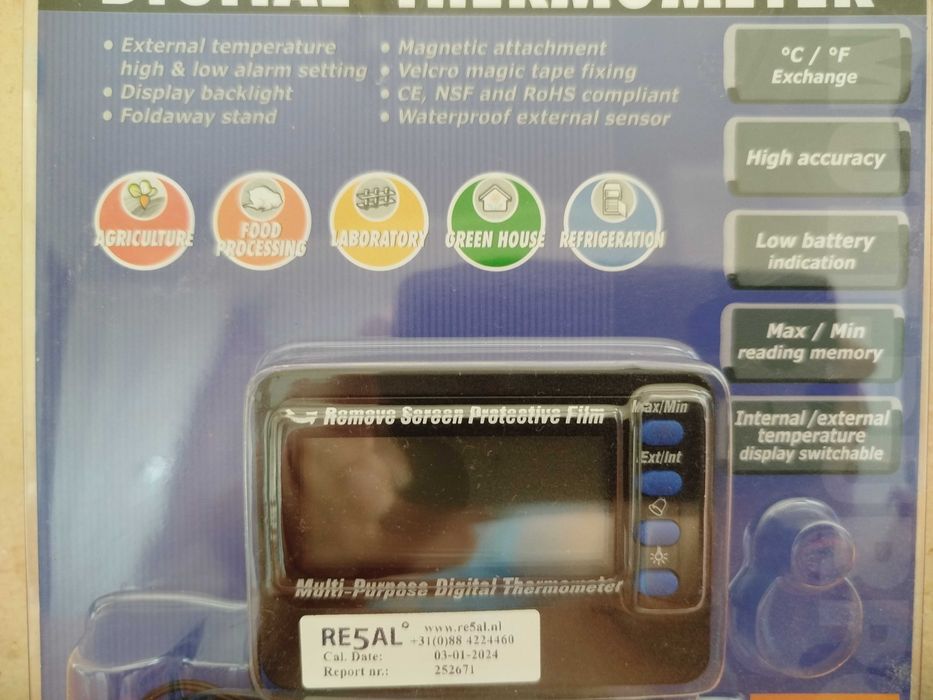 DIGITAL THERMOMETER
• External temperature
high & low alarm setting
• Display backlight
• Foldaway stand
• Magnetic attachment
• Velcro magic tape fixing
• CE, NSF and RoHS compliant
• Waterproof external sensor
°C / °F
Exchange
High accuracy
Low battery
indication
Max / Min
reading memory
Internal/external
temperature
display switchable
AGRICULTURE
FOOD
PROCESSING
LABORATORY
GREEN HOUSE
REFRIGERATION
Remove Screen Protective Film
Max/Min
Ext/Int
Multi-Purpose Digital Thermometer
RE5AL° www.re5al.nl
+31(0)88 4224460
Cal. Date: 03-01-2024
Report nr.: 252671